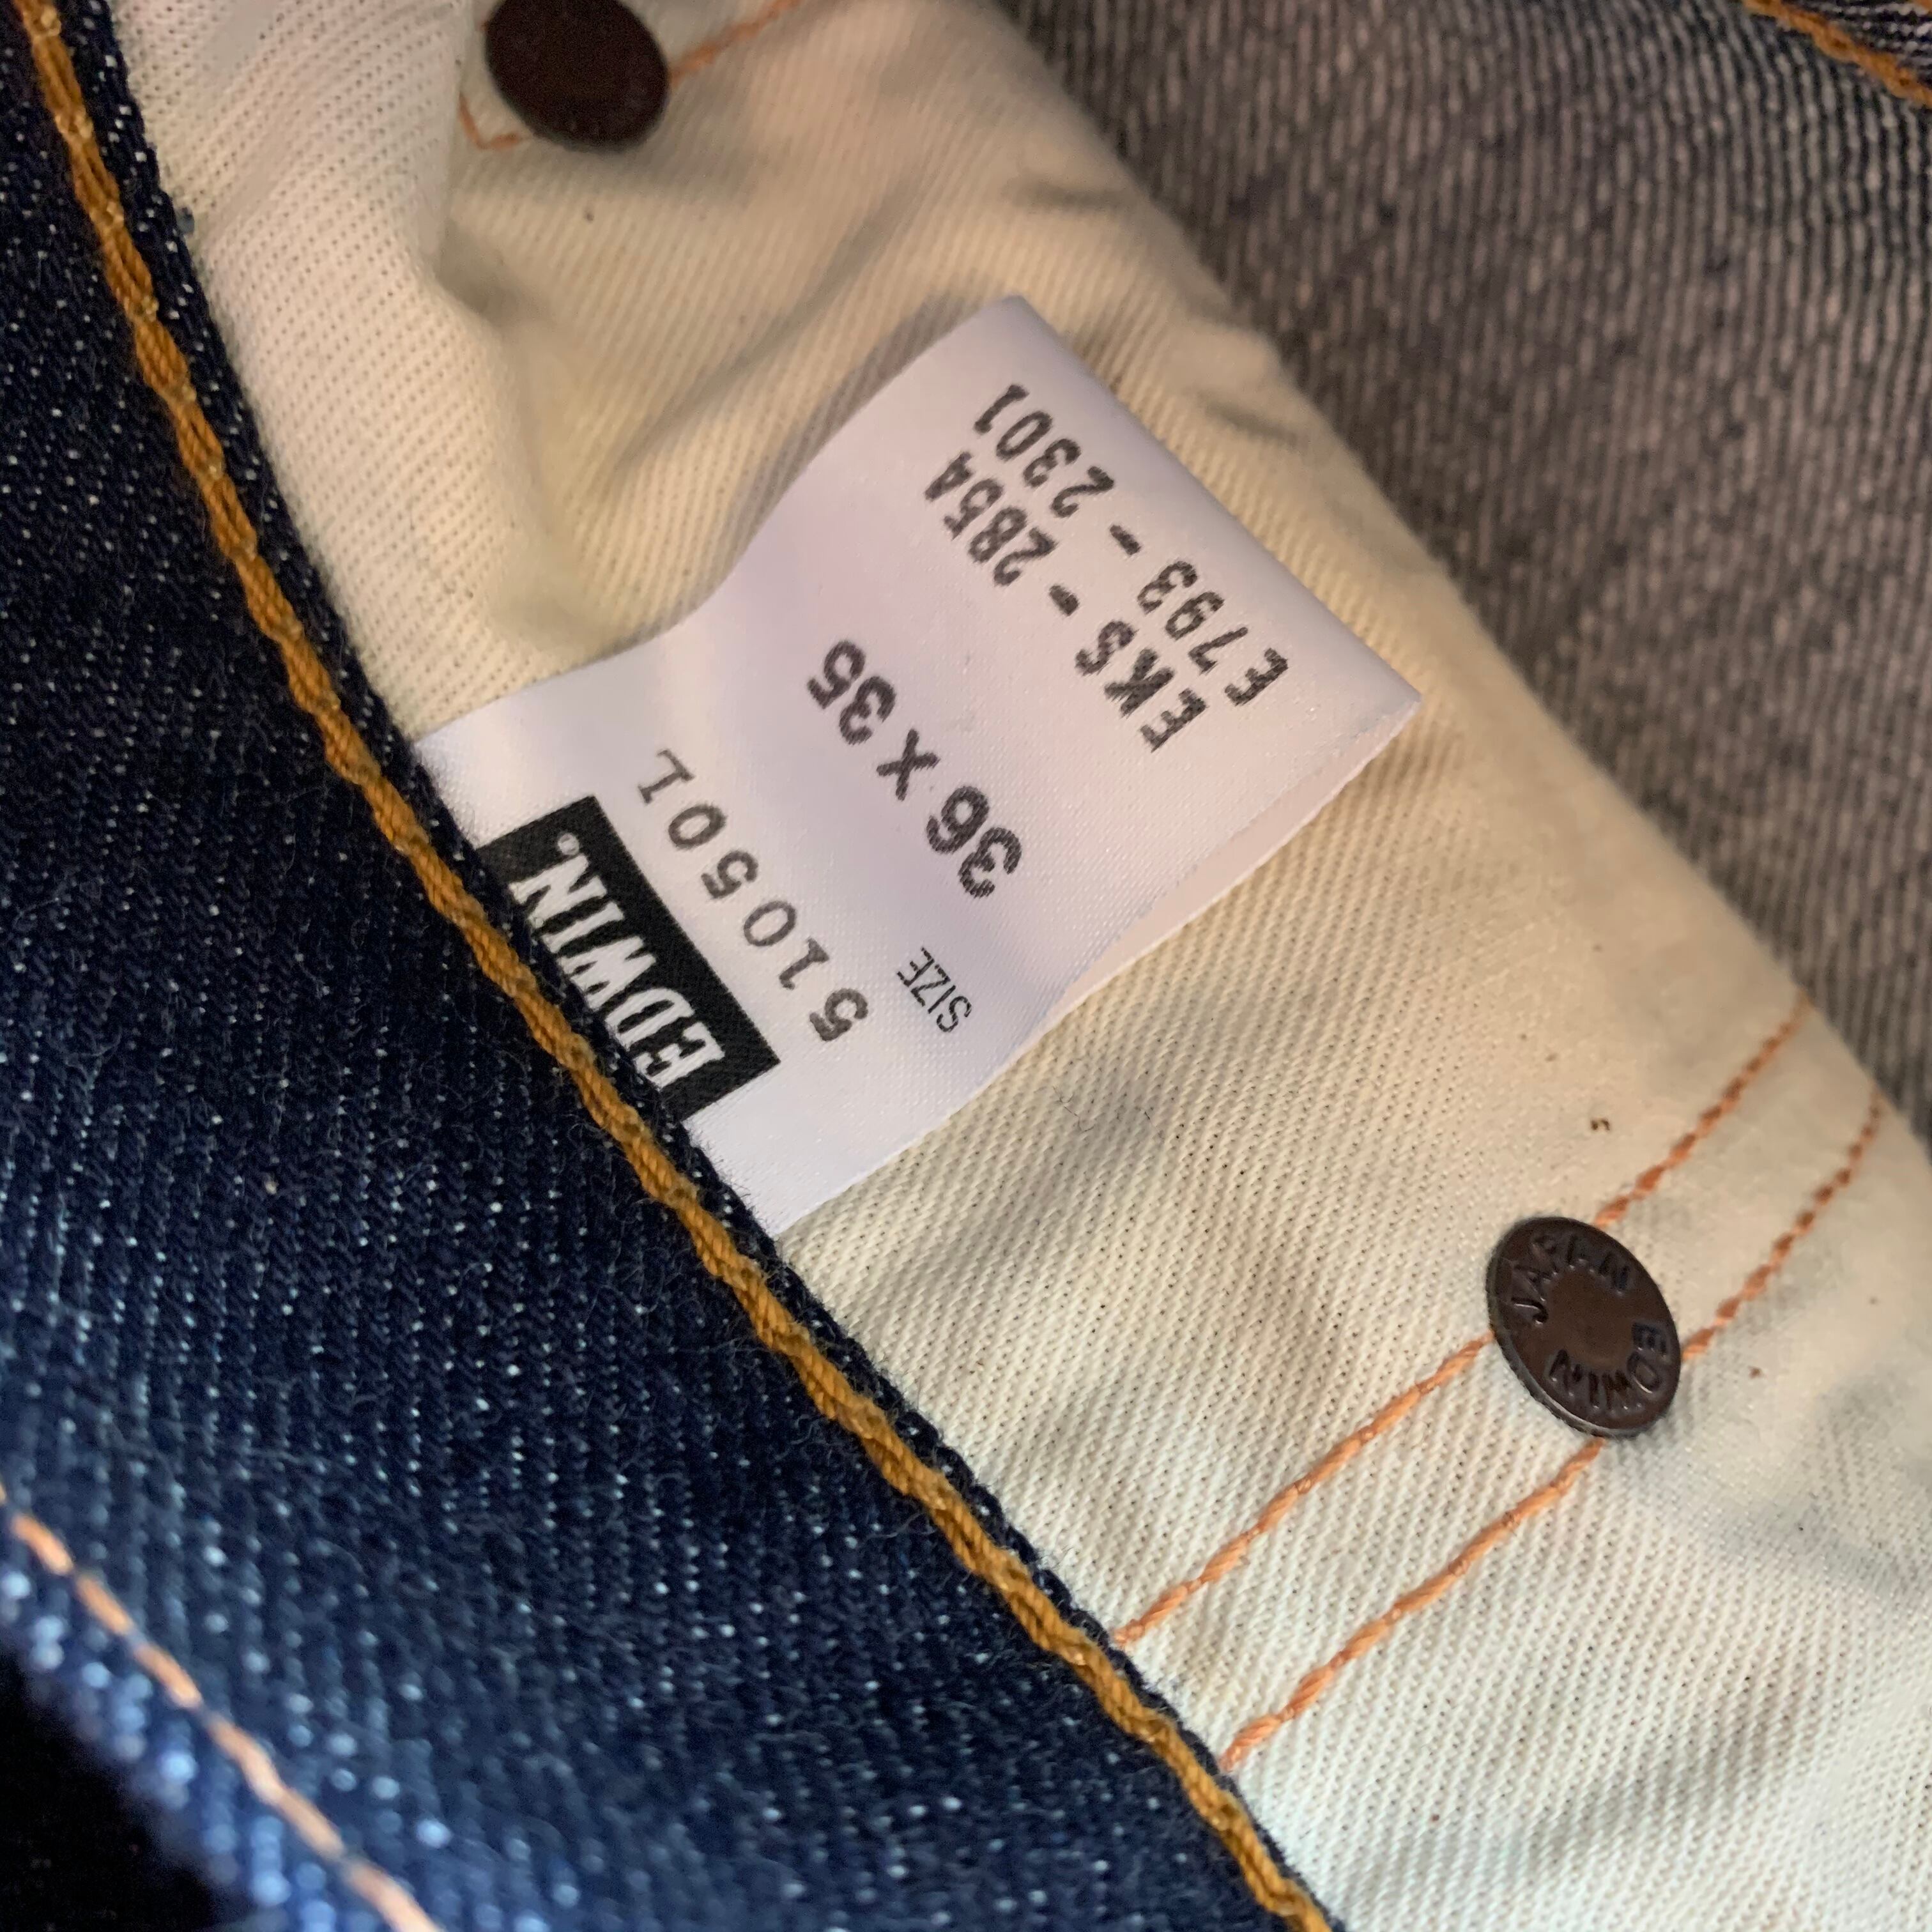 EDWIN.
510501
SIZE
36 x 35
EKS - 2854
E793 - 2301
JAPAN
EDWIN